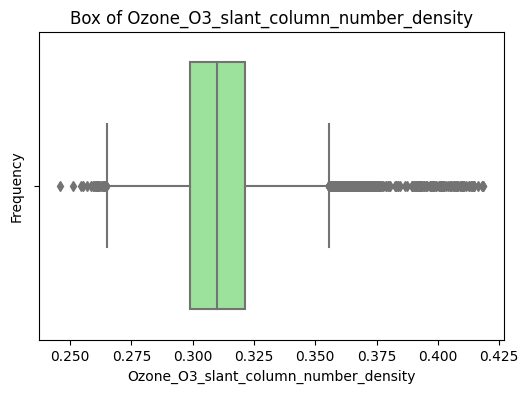 Box of Ozone_O3_slant_column_number_density
Frequency
0.250 0.275 0.300 0.325 0.350 0.375 0.400 0.425
Ozone_O3_slant_column_number_density